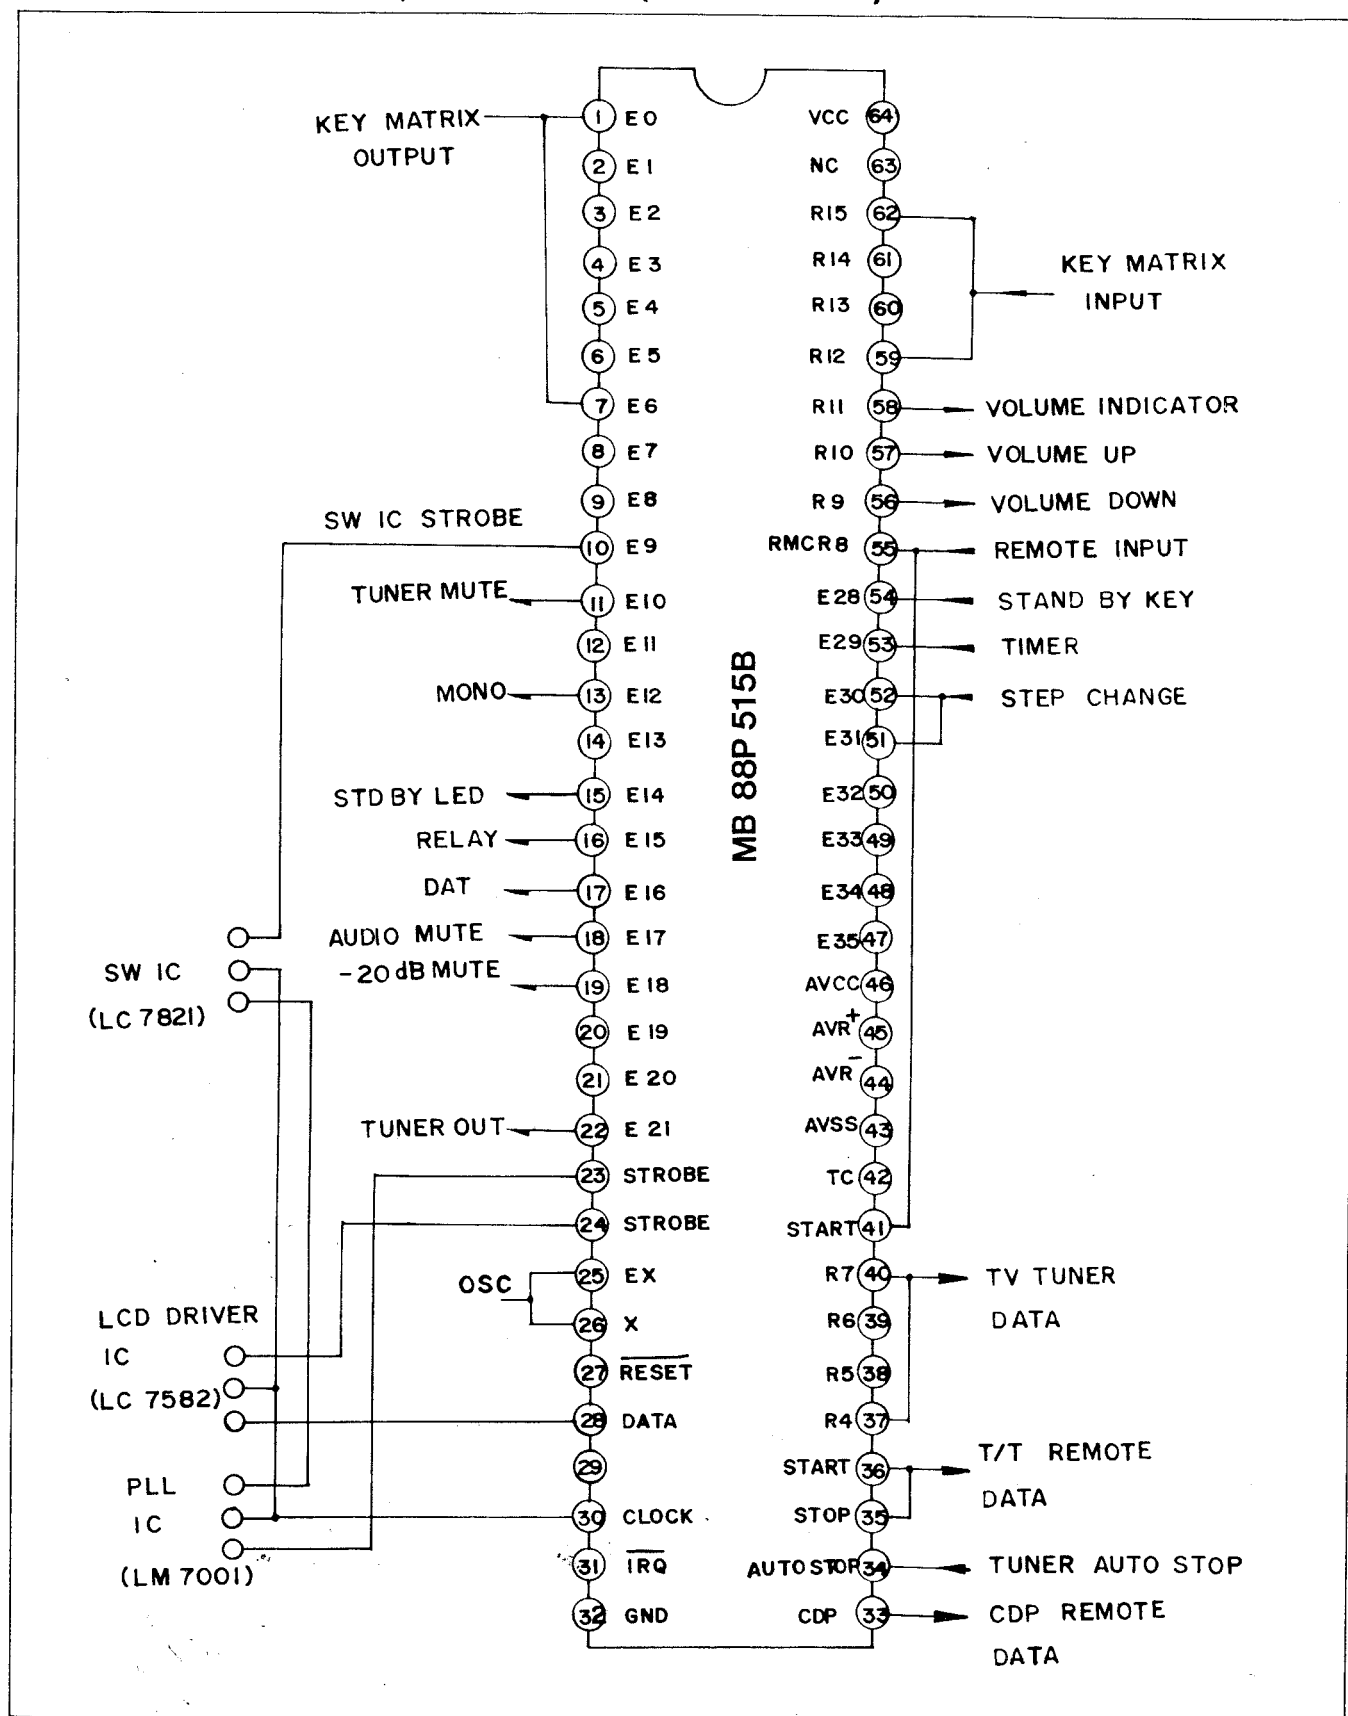 KEY MATRIX
OUTPUT
1 E0
2 E1
3 E2
4 E3
5 E4
6 E5
7 E6
8 E7
9 E8
SW IC STROBE
10 E9
TUNER MUTE
11 E10
12 E11
MONO
13 E12
14 E13
STD BY LED
15 E14
RELAY
16 E15
DAT
17 E16
AUDIO MUTE
18 E17
-20 dB MUTE
19 E18
20 E19
21 E20
TUNER OUT
22 E21
23 STROBE
24 STROBE
OSC
25 EX
26 X
27 RESET
28 DATA
29
30 CLOCK
31 IRQ
32 GND
SW IC
(LC 7821)
LCD DRIVER
IC
(LC 7582)
PLL
IC
(LM 7001)
MB 88P 515B
VCC 64
NC 63
R15 62
R14 61
R13 60
R12 59
KEY MATRIX
INPUT
R11 58 VOLUME INDICATOR
R10 57 VOLUME UP
R9 56 VOLUME DOWN
RMCR8 55 REMOTE INPUT
E28 54 STAND BY KEY
E29 53 TIMER
E30 52 STEP CHANGE
E31 51
E32 50
E33 49
E34 48
E35 47
AVCC 46
AVR+ 45
AVR- 44
AVSS 43
TC 42
START 41
R7 40 TV TUNER
DATA
R6 39
R5 38
R4 37
START 36 T/T REMOTE
DATA
STOP 35
AUTO STOP 34 TUNER AUTO STOP
CDP 33 CDP REMOTE
DATA